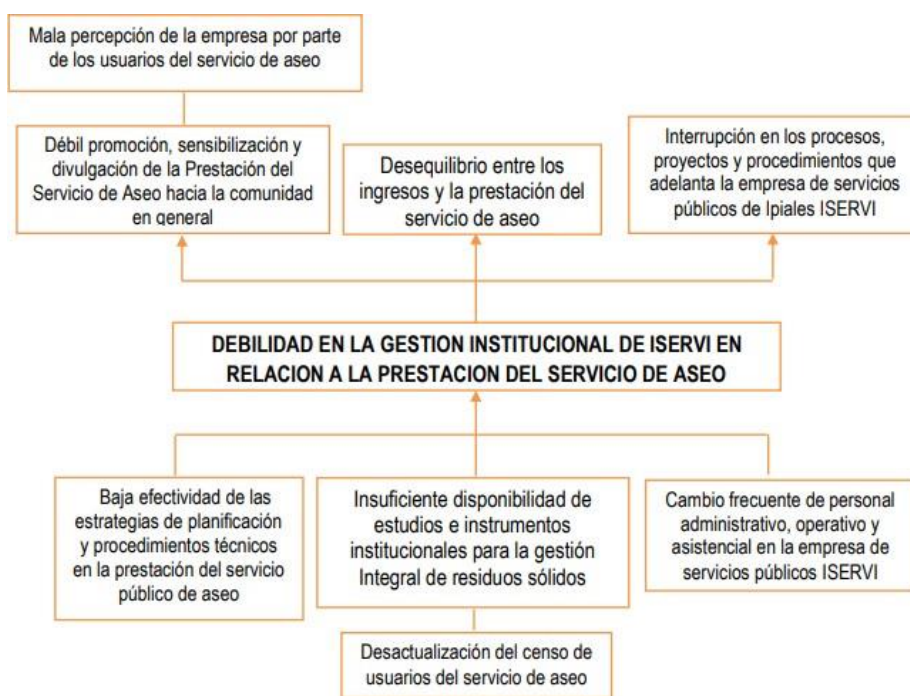 Mala percepción de la empresa por parte
de los usuarios del servicio de aseo
Débil promoción, sensibilización y
divulgación de la Prestación del
Servicio de Aseo hacia la comunidad
en general
Desequilibrio entre los
ingresos y la prestación del
servicio de aseo
Interrupción en los procesos,
proyectos y procedimientos que
adelanta la empresa de servicios
públicos de Ipiales ISERVI
DEBILIDAD EN LA GESTION INSTITUCIONAL DE ISERVI EN
RELACION A LA PRESTACION DEL SERVICIO DE ASEO
Baja efectividad de las
estrategias de planificación
y procedimientos técnicos
en la prestación del servicio
público de aseo
Insuficiente disponibilidad de
estudios e instrumentos
institucionales para la gestión
Integral de residuos sólidos
Cambio frecuente de personal
administrativo, operativo y
asistencial en la empresa de
servicios públicos ISERVI
Desactualización del censo de
usuarios del servicio de aseo